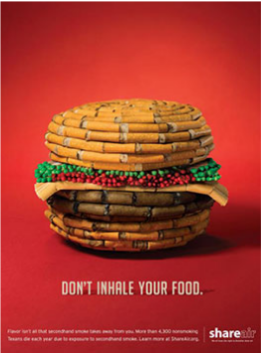 DON'T INHALE YOUR FOOD.
Flavor isn't all that secondhand smoke takes away from you. More than 4,300 nonsmoking
Texans die each year due to exposure to secondhand smoke. Learn more at ShareAir.org.
shareair